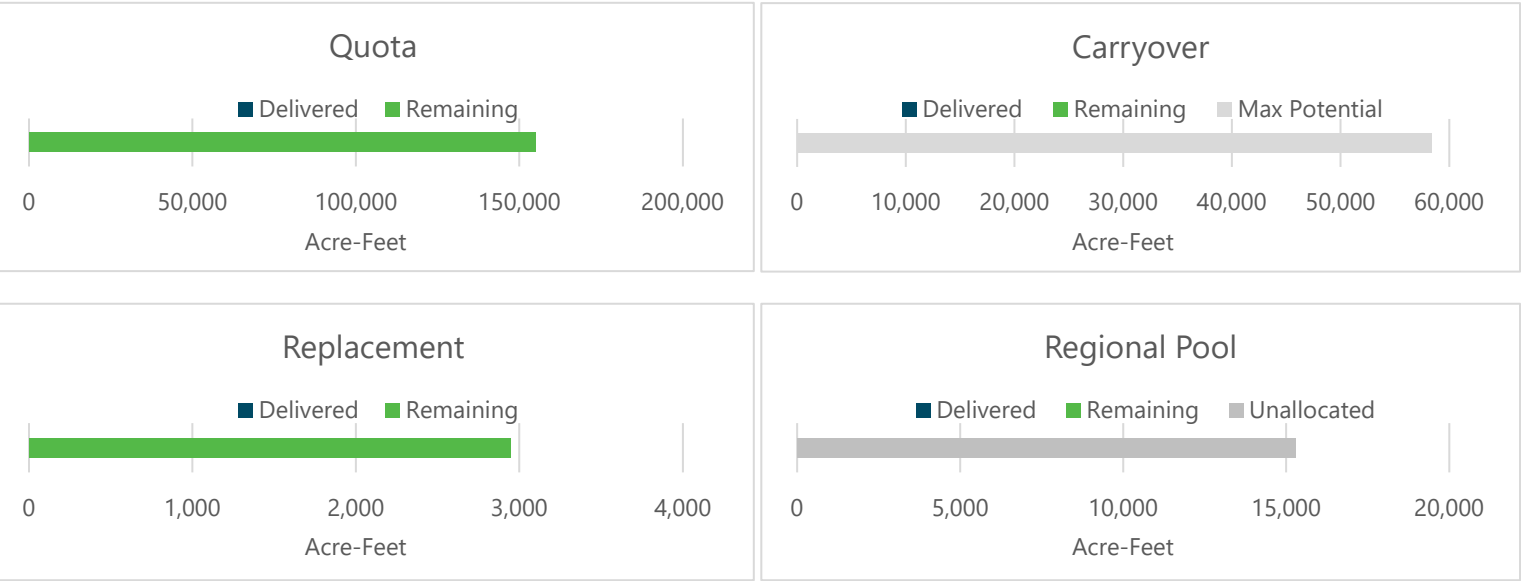 Quota
Delivered Remaining
0 50,000 100,000 150,000 200,000
Acre-Feet
Carryover
Delivered Remaining Max Potential
0 10,000 20,000 30,000 40,000 50,000 60,000
Acre-Feet
Replacement
Delivered Remaining
0 1,000 2,000 3,000 4,000
Acre-Feet
Regional Pool
Delivered Remaining Unallocated
0 5,000 10,000 15,000 20,000
Acre-Feet